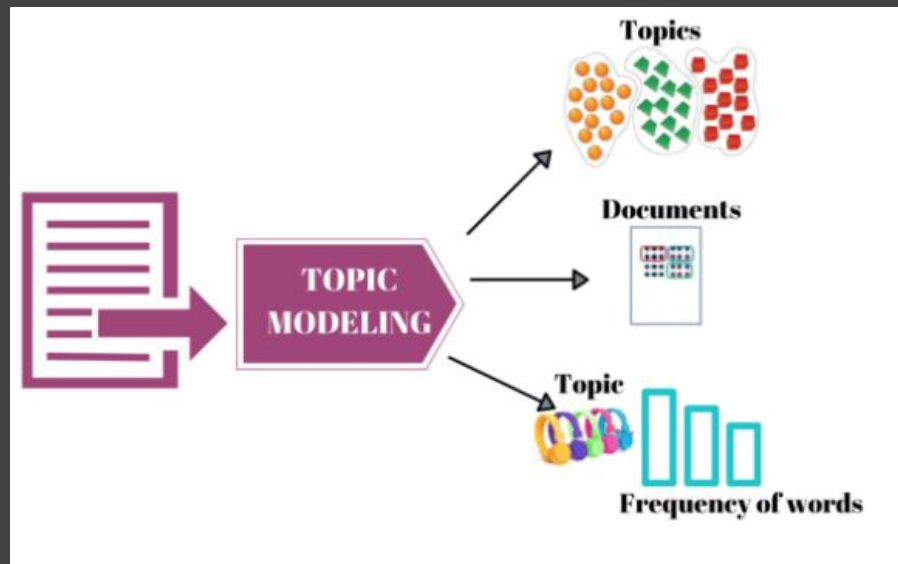 Topics
Documents
TOPIC
MODELING
Topic
Frequency of words